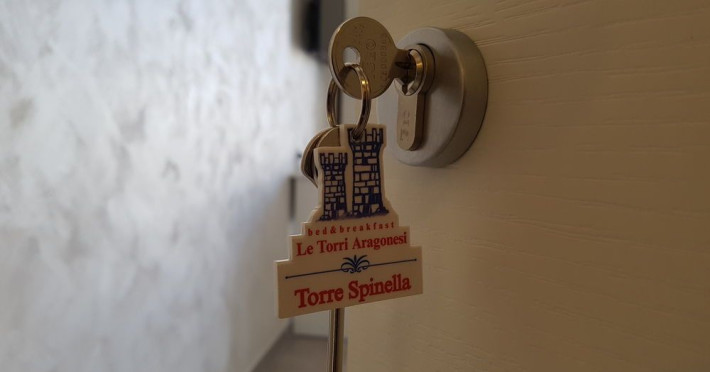 bed&breakfast
Le Torri Aragonesi
Torre Spinella